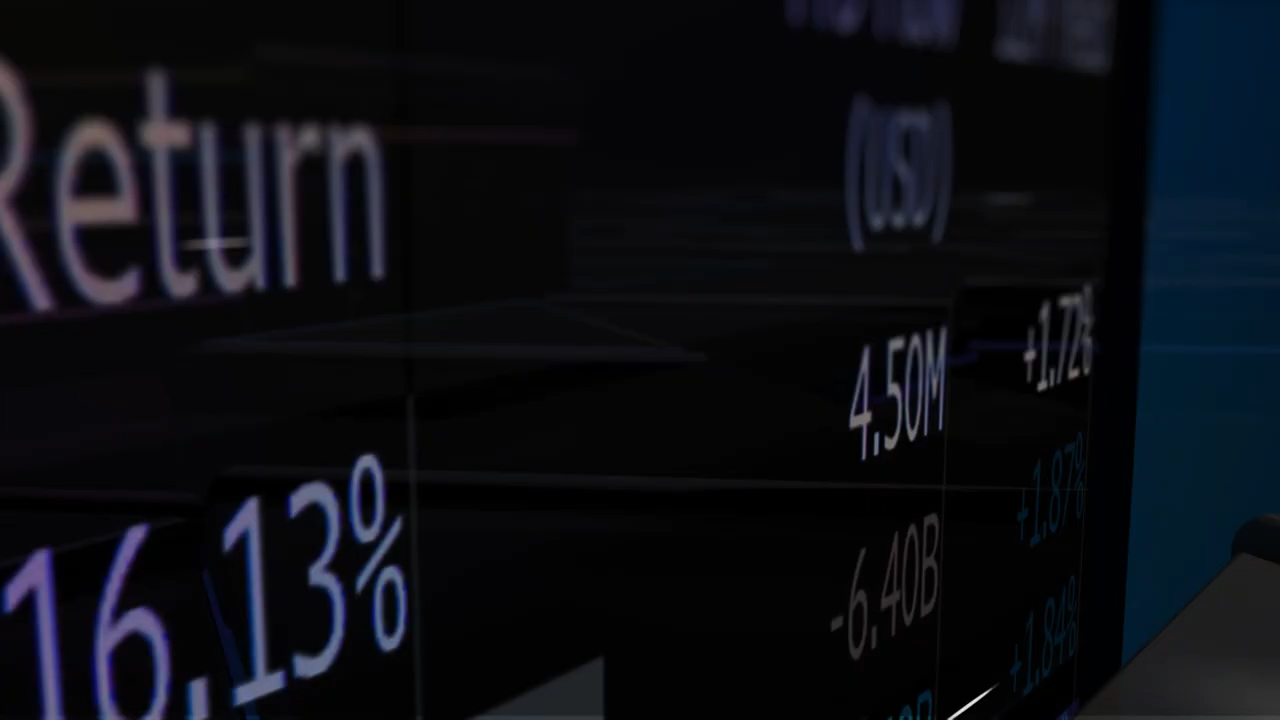 Return
(USD)
4.50M +1.72%
-6.40B +1.87%
16.13%
+1.84%